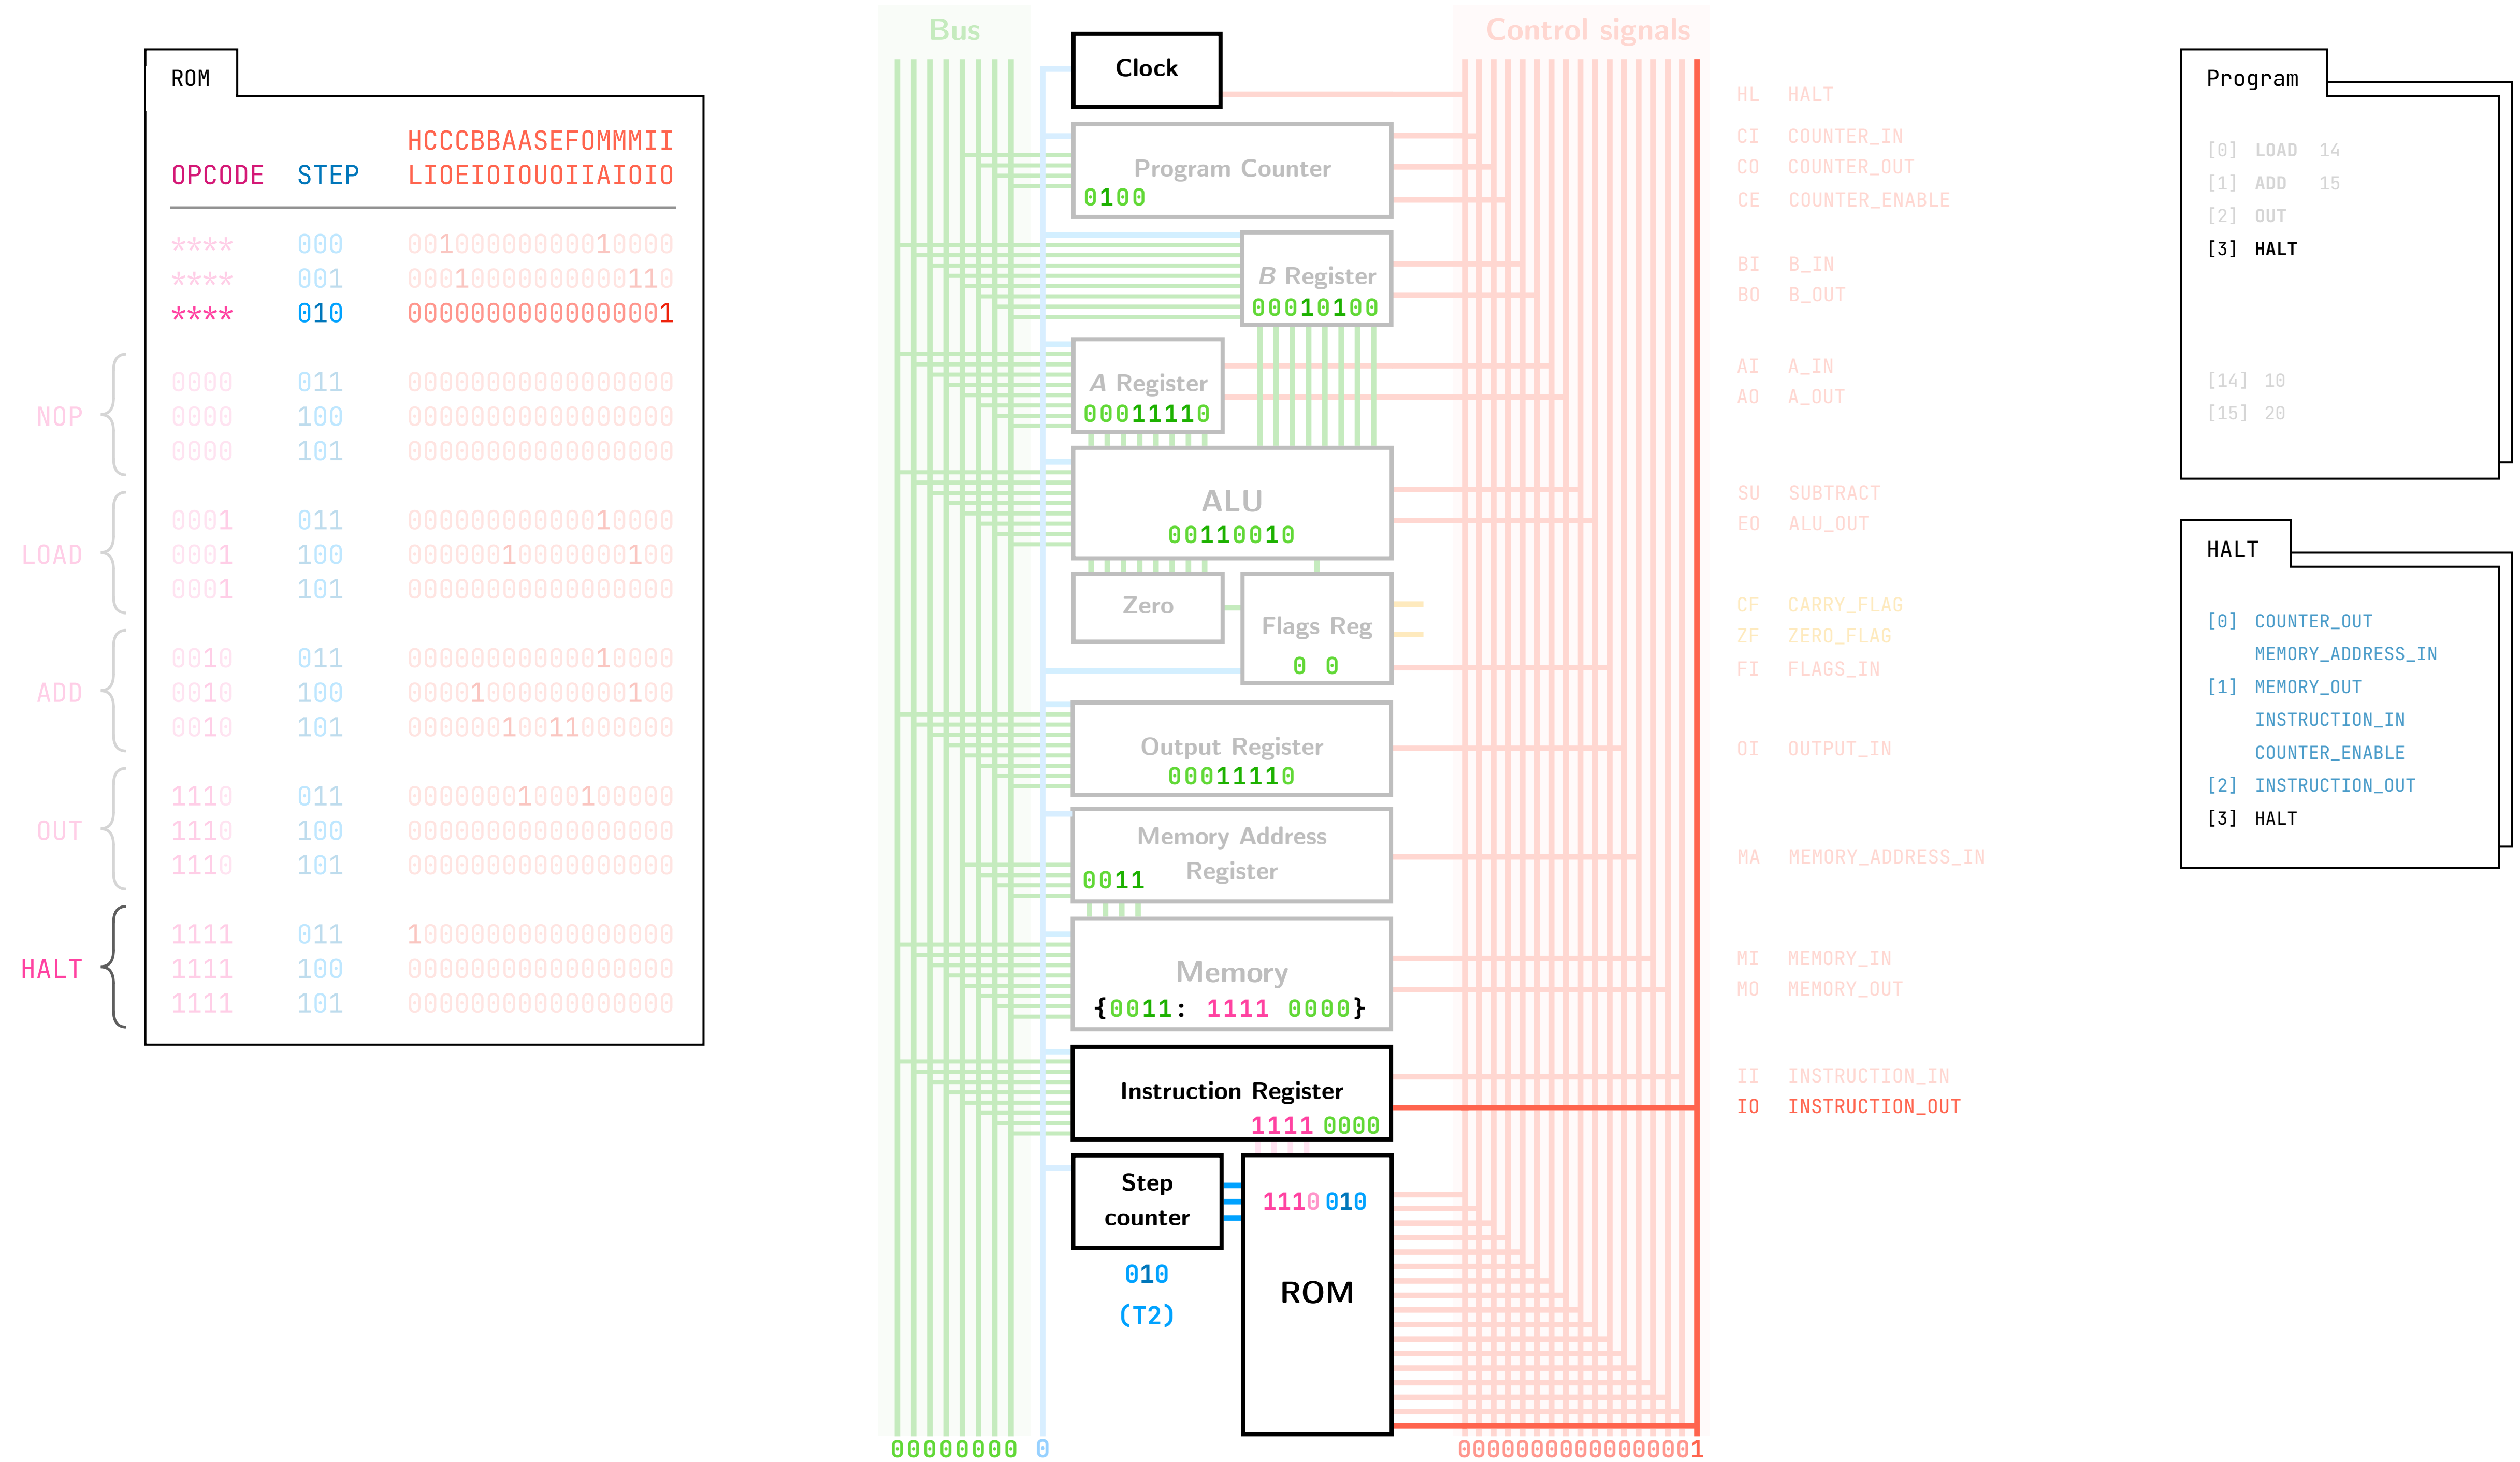 ROM
HCCCBBAASEFOMMMII
OPCODE STEP LIOEIOIOUOIIAIOIO
**** 000 00100000000010000
**** 001 00010000000000110
**** 010 00000000000000001
NOP
0000 011 00000000000000000
0000 100 00000000000000000
0000 101 00000000000000000
LOAD
0001 011 00000000000010000
0001 100 00000010000000100
0001 101 00000000000000000
ADD
0010 011 00000000000010000
0010 100 00001000000000100
0010 101 00000010011000000
OUT
1110 011 00000001000100000
1110 100 00000000000000000
1110 101 00000000000000000
HALT
1111 011 10000000000000000
1111 100 00000000000000000
1111 101 00000000000000000
Bus
Control signals
Clock
Program Counter
0100
B Register
00010100
A Register
00011110
ALU
00110010
Zero
Flags Reg
0 0
Output Register
00011110
Memory Address
Register
0011
Memory
{0011: 1111 0000}
Instruction Register
1111 0000
Step
counter
010
(T2)
1110 010
ROM
00000000
0
00000000000000001
HL HALT
CI COUNTER_IN
CO COUNTER_OUT
CE COUNTER_ENABLE
BI B_IN
BO B_OUT
AI A_IN
AO A_OUT
SU SUBTRACT
EO ALU_OUT
CF CARRY_FLAG
ZF ZERO_FLAG
FI FLAGS_IN
OI OUTPUT_IN
MA MEMORY_ADDRESS_IN
MI MEMORY_IN
MO MEMORY_OUT
II INSTRUCTION_IN
IO INSTRUCTION_OUT
Program
[0] LOAD 14
[1] ADD 15
[2] OUT
[3] HALT
[14] 10
[15] 20
HALT
[0] COUNTER_OUT
MEMORY_ADDRESS_IN
[1] MEMORY_OUT
INSTRUCTION_IN
COUNTER_ENABLE
[2] INSTRUCTION_OUT
[3] HALT